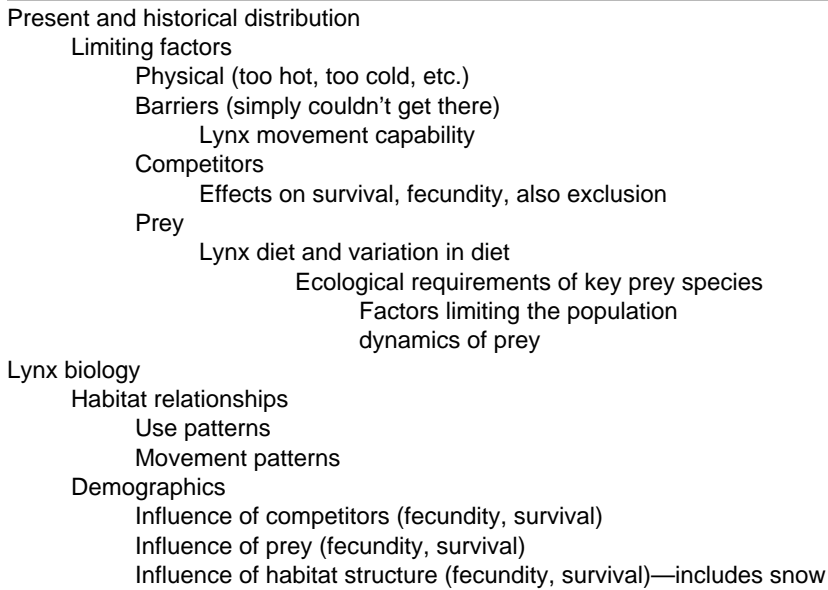 Present and historical distribution
Limiting factors
Physical (too hot, too cold, etc.)
Barriers (simply couldn't get there)
Lynx movement capability
Competitors
Effects on survival, fecundity, also exclusion
Prey
Lynx diet and variation in diet
Ecological requirements of key prey species
Factors limiting the population
dynamics of prey
Lynx biology
Habitat relationships
Use patterns
Movement patterns
Demographics
Influence of competitors (fecundity, survival)
Influence of prey (fecundity, survival)
Influence of habitat structure (fecundity, survival)—includes snow